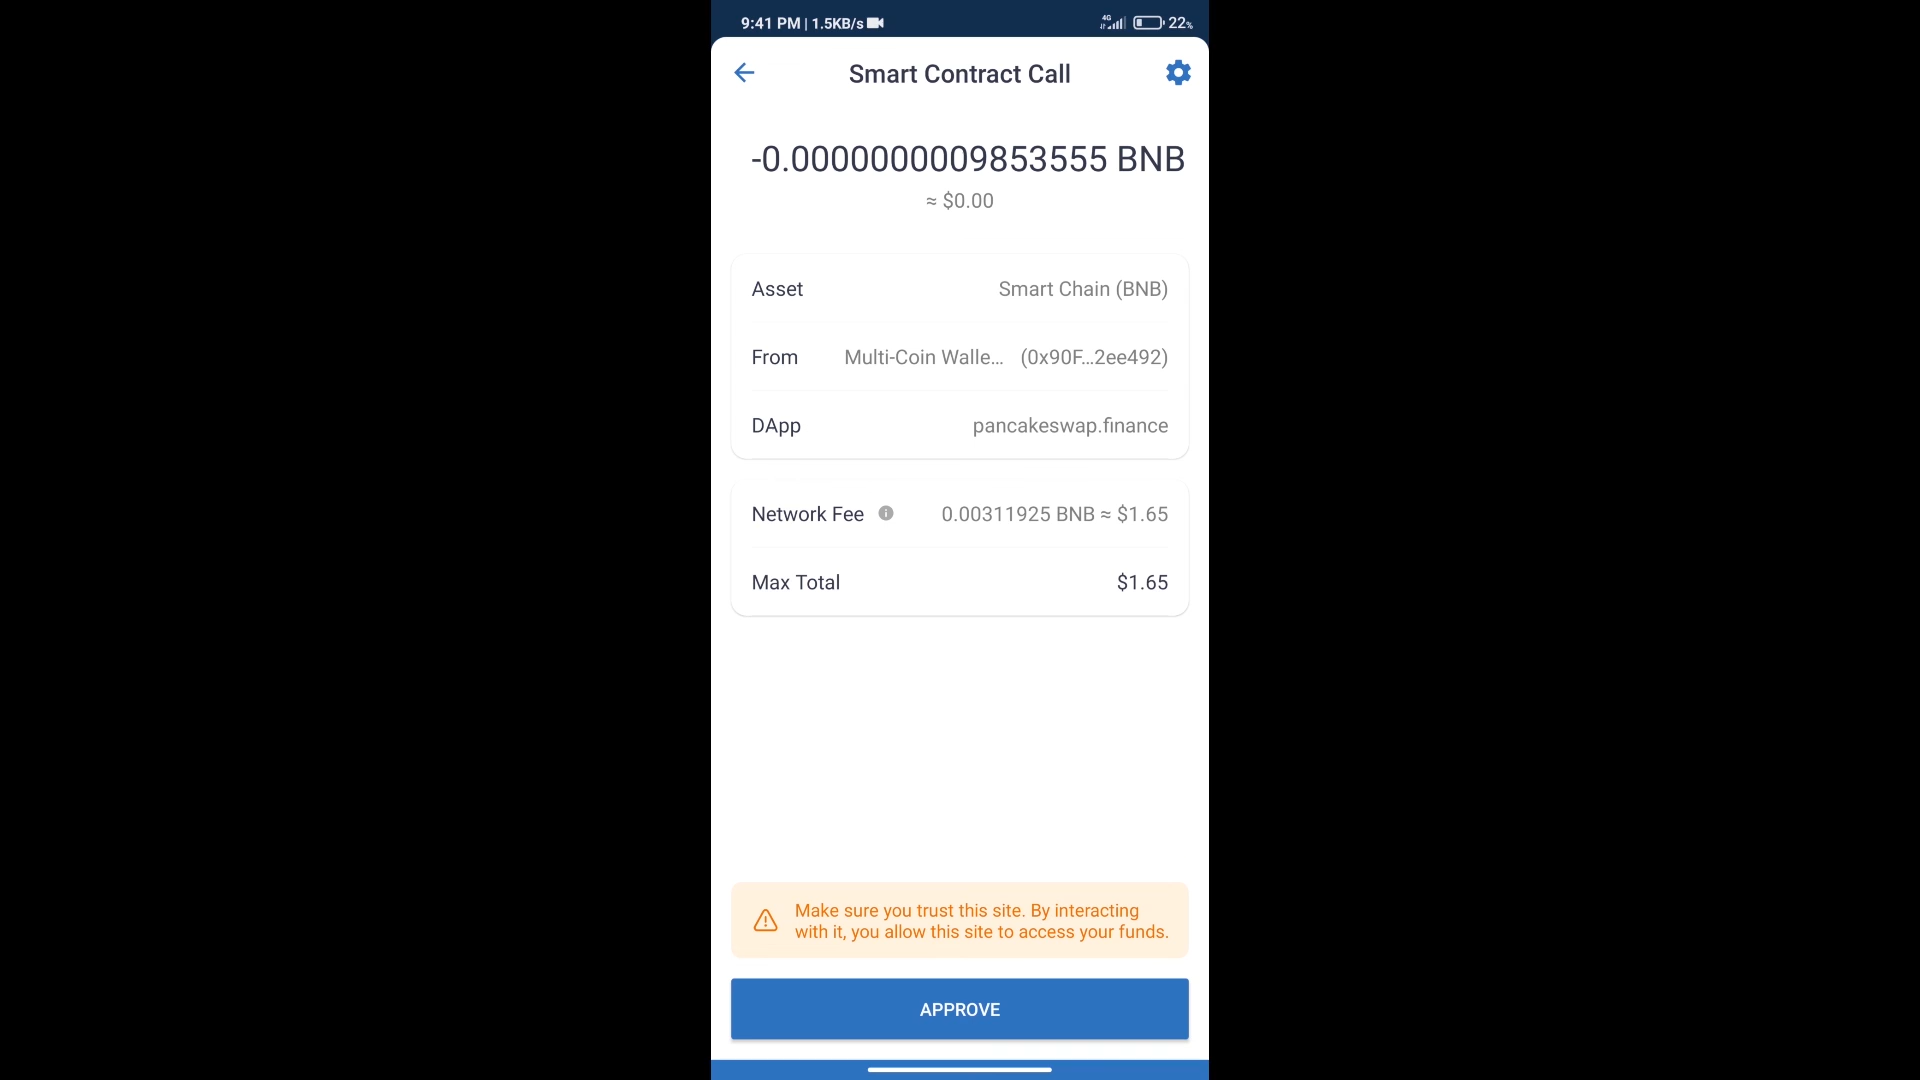 9:41 PM | 1.5KB/s 4G 22%
Smart Contract Call
-0.0000000009853555 BNB
≈ $0.00
Asset Smart Chain (BNB)
From Multi-Coin Walle... (0x90F...2ee492)
DApp pancakeswap.finance
Network Fee 0.00311925 BNB ≈ $1.65
Max Total $1.65
Make sure you trust this site. By interacting
with it, you allow this site to access your funds.
APPROVE